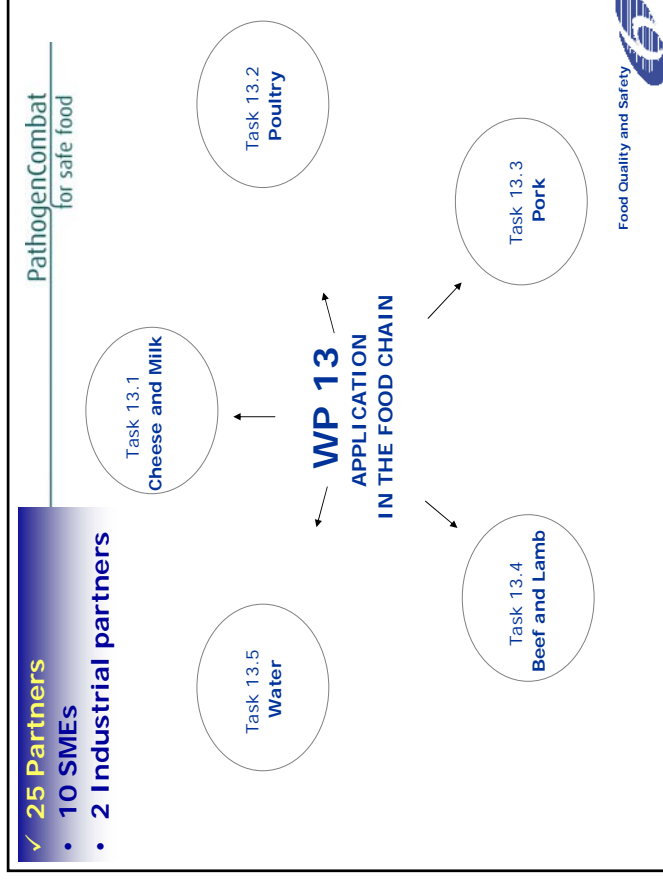 ✓ 25 Partners
• 10 SMEs
• 2 Industrial partners
PathogenCombat
for safe food
Task 13.1
Cheese and Milk
Task 13.5
Water
Task 13.2
Poultry
WP 13
APPLICATION
IN THE FOOD CHAIN
Task 13.4
Beef and Lamb
Task 13.3
Pork
Food Quality and Safety
6